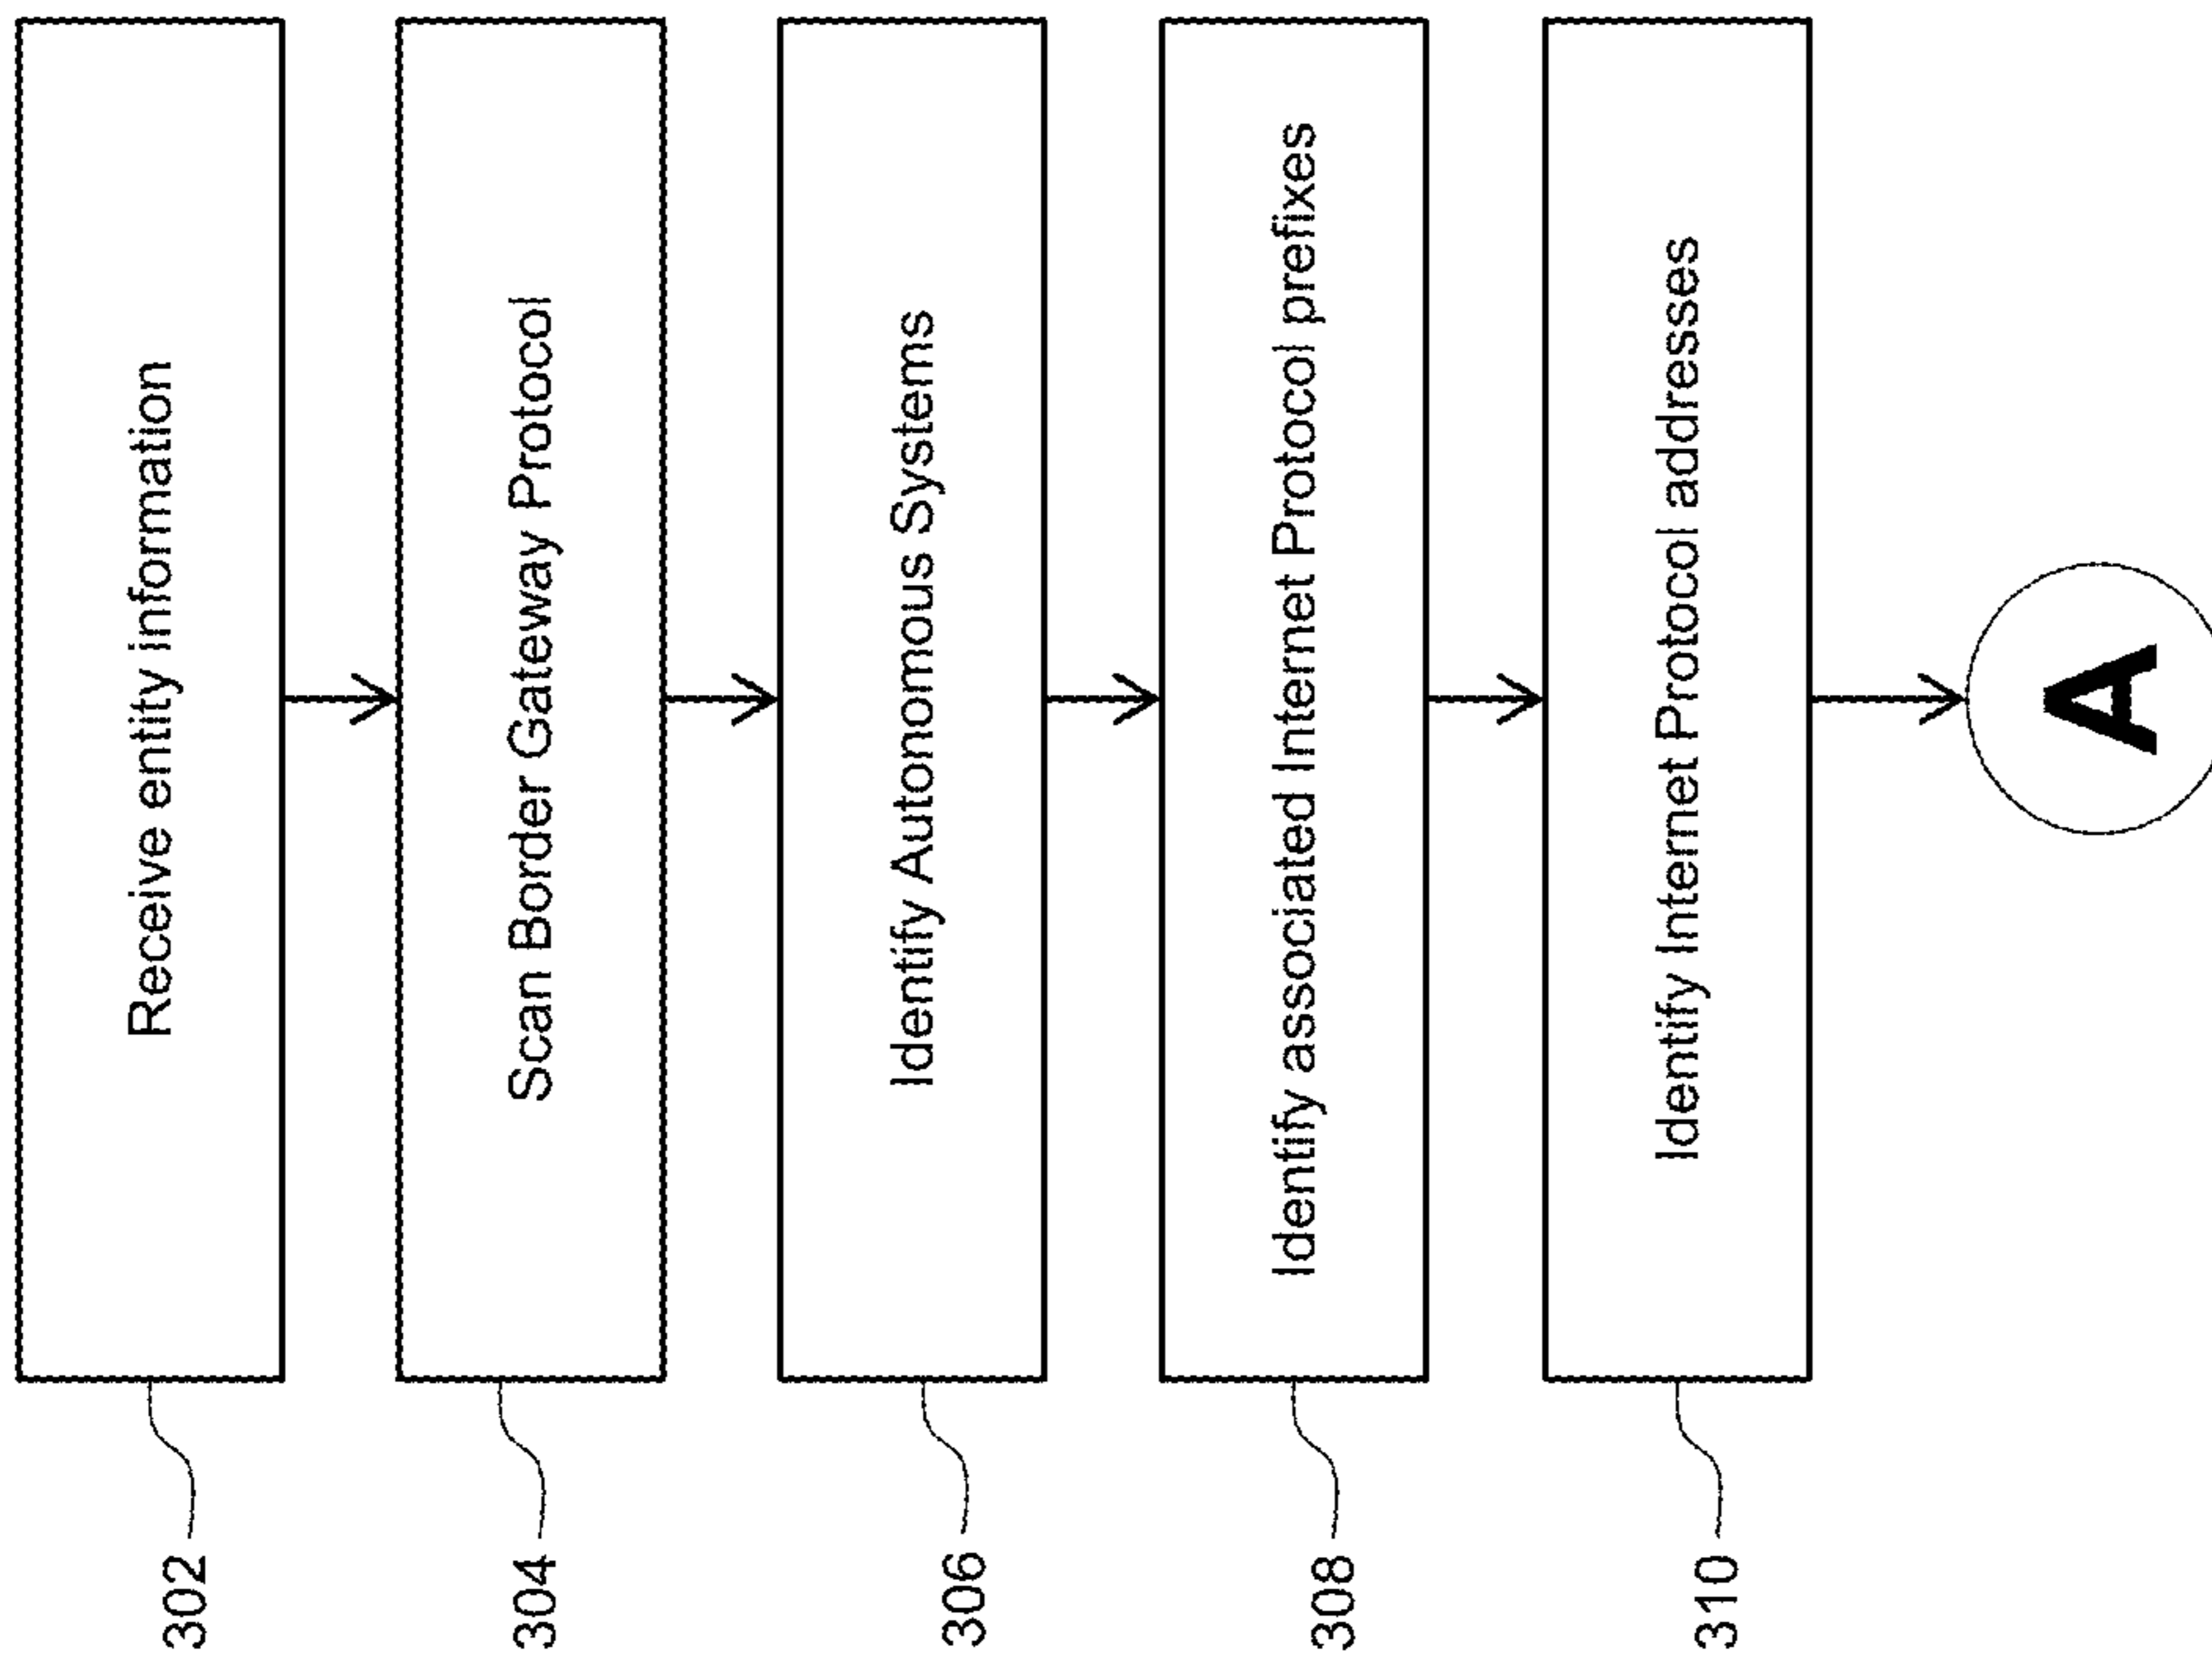 302
Receive entity information
304
Scan Border Gateway Protocol
306
Identify Autonomous Systems
308
Identify associated Internet Protocol prefixes
310
Identify Internet Protocol addresses
A